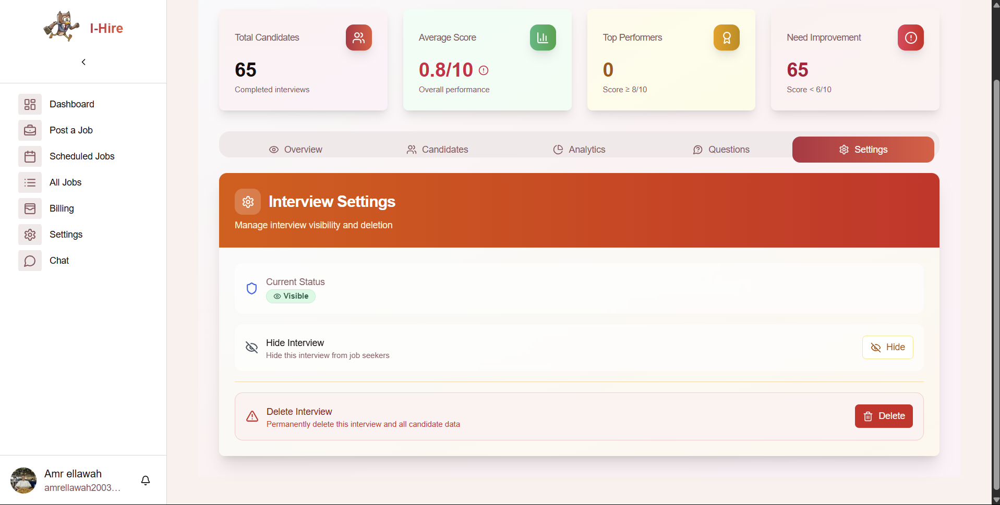 I-Hire
Dashboard
Post a Job
Scheduled Jobs
All Jobs
Billing
Settings
Chat
Amr ellawah
amrellawah2003...
Total Candidates
65
Completed interviews
Average Score
0.8/10
Overall performance
Top Performers
0
Score ≥ 8/10
Need Improvement
65
Score < 6/10
Overview
Candidates
Analytics
Questions
Settings
Interview Settings
Manage interview visibility and deletion
Current Status
Visible
Hide Interview
Hide this interview from job seekers
Hide
Delete Interview
Permanently delete this interview and all candidate data
Delete